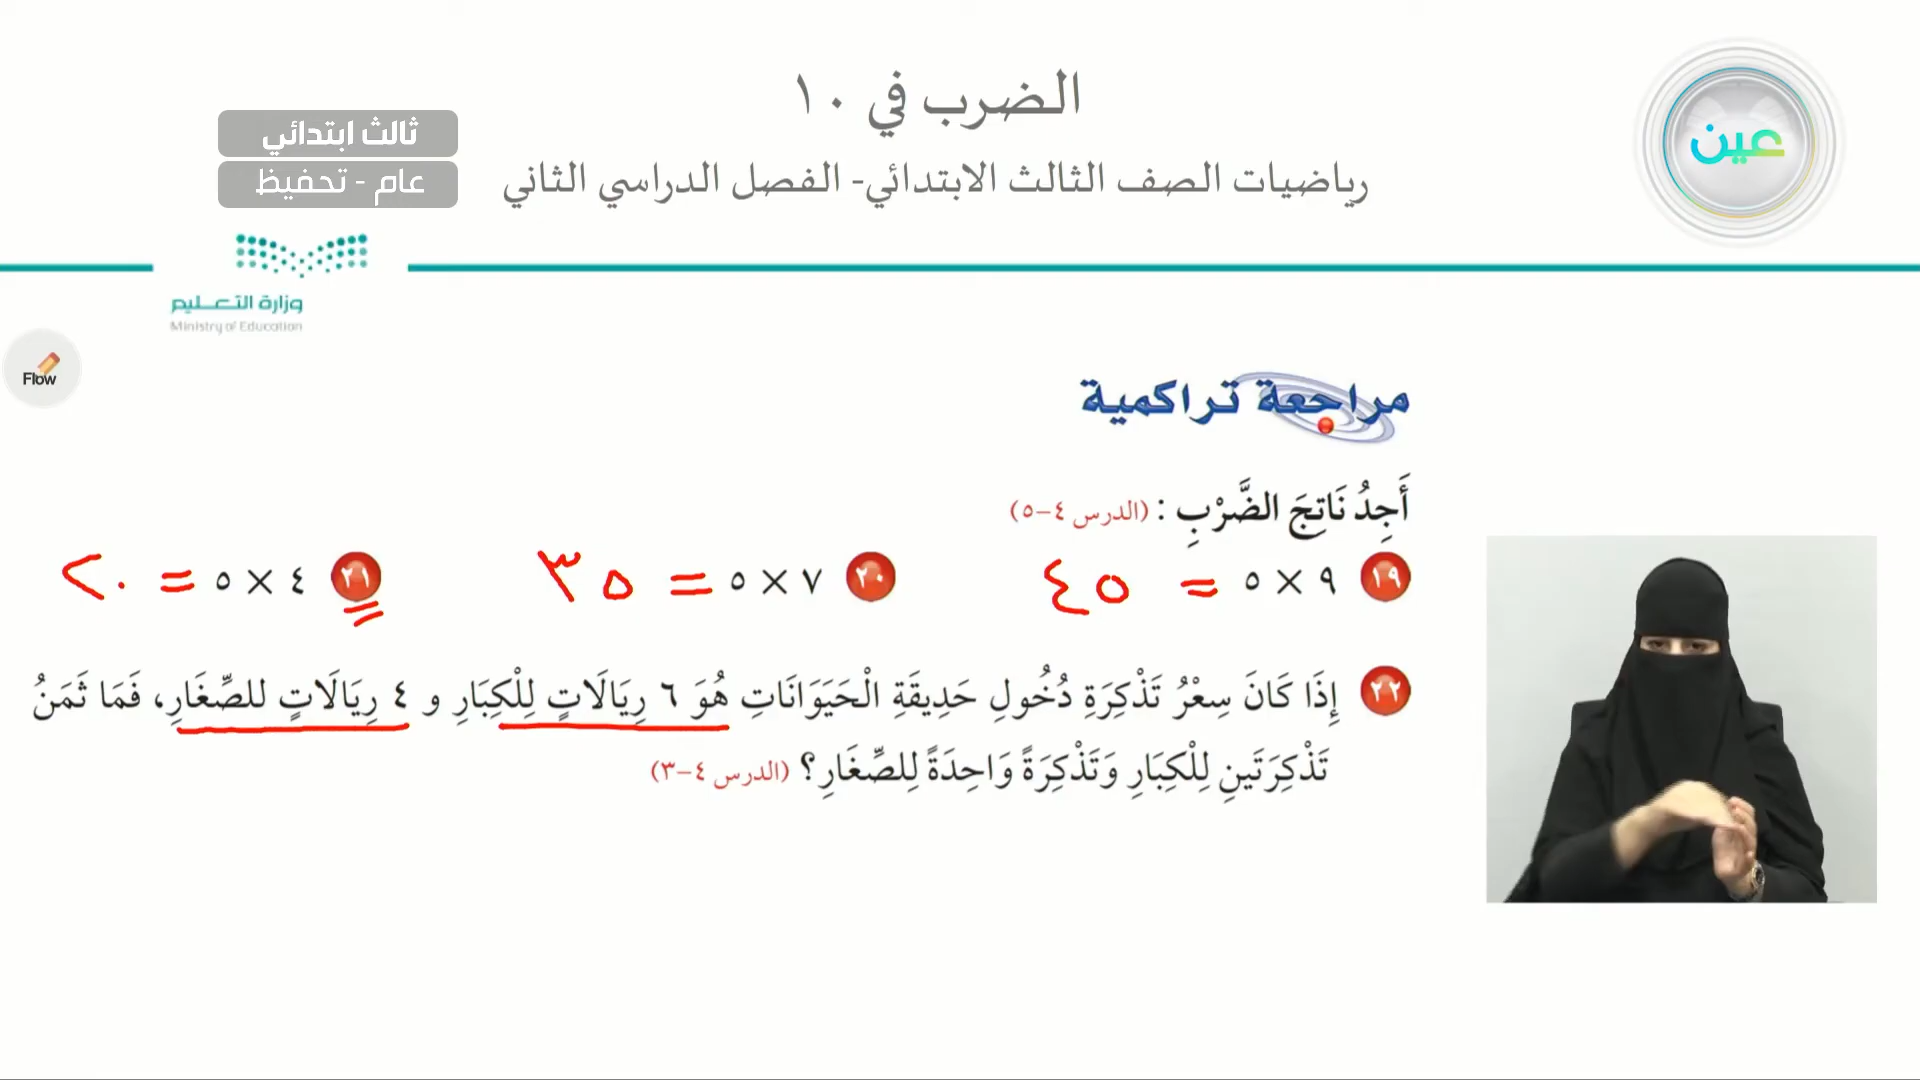 الضرب في ١٠
رياضيات الصف الثالث الابتدائي- الفصل الدراسي الثاني
ثالث ابتدائي
عام - تحفيظ
عين
وزارة التعليم
Ministry of Education
Flow
مراجعة تراكمية
أَجِدُ نَاتِجَ الضَّرْبِ : (الدرس ٤-٥)
١٩ ٩ × ٥ = ٤٥
٢٠ ٧ × ٥ = ٣٥
٢١ ٤ × ٥ = ٢٠
٢٢ إِذَا كَانَ سِعْرُ تَذْكِرَةِ دُخُولِ حَدِيقَةِ الْحَيَوَانَاتِ هُوَ ٦ رِيَالَاتٍ لِلْكِبَارِ و ٤ رِيَالَاتٍ للصِّغَارِ، فَمَا ثَمَنُ
تَذْكِرَتَينِ لِلْكِبَارِ وَتَذْكِرَةً وَاحِدَةً لِلصِّغَارِ؟ (الدرس ٤-٣)